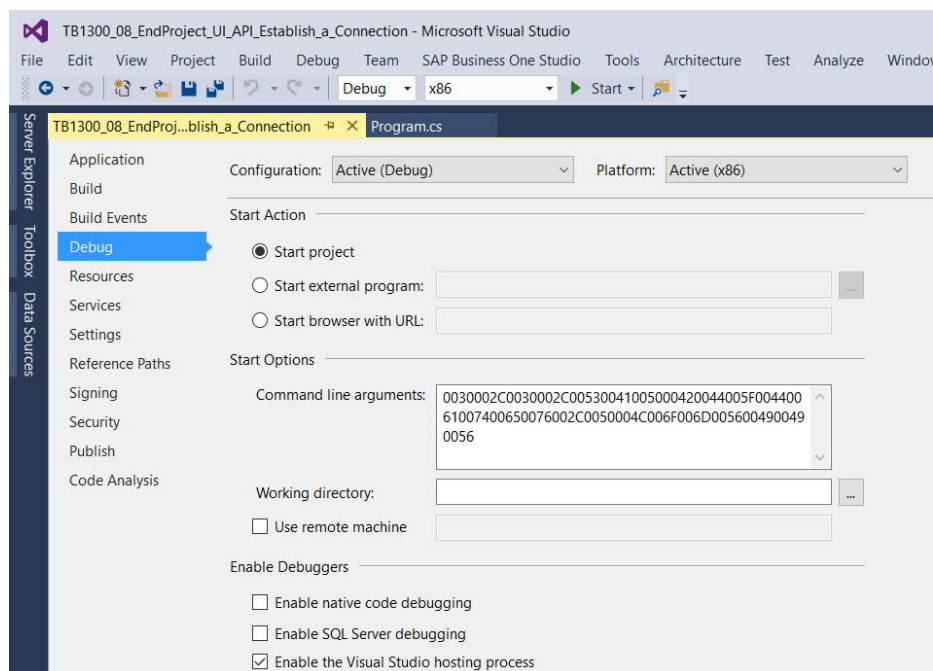 TB1300_08_EndProject_UI_API_Establish_a_Connection - Microsoft Visual Studio
File Edit View Project Build Debug Team SAP Business One Studio Tools Architecture Test Analyze Windov
Debug x86 Start
Server Explorer
Toolbox
Data Sources
TB1300_08_EndProj...blish_a_Connection Program.cs
Application
Build
Build Events
Debug
Resources
Services
Settings
Reference Paths
Signing
Security
Publish
Code Analysis
Configuration: Active (Debug) Platform: Active (x86)
Start Action
Start project
Start external program: ...
Start browser with URL:
Start Options
Command line arguments: 0030002C0030002C00530041005000420044005F004400
61007400650076002C0050004C006F006D005600490049
0056
Working directory: ...
Use remote machine
Enable Debuggers
Enable native code debugging
Enable SQL Server debugging
Enable the Visual Studio hosting process